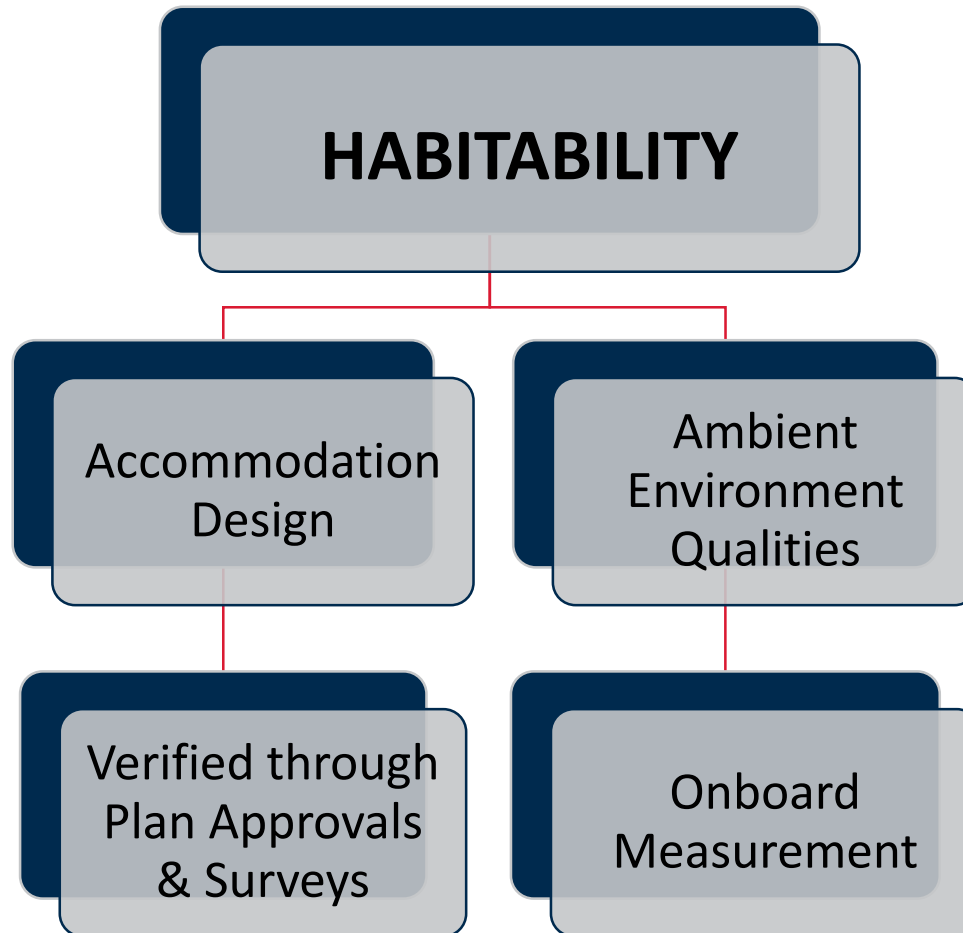 HABITABILITY
Accommodation
Design
Ambient
Environment
Qualities
Verified through
Plan Approvals
& Surveys
Onboard
Measurement